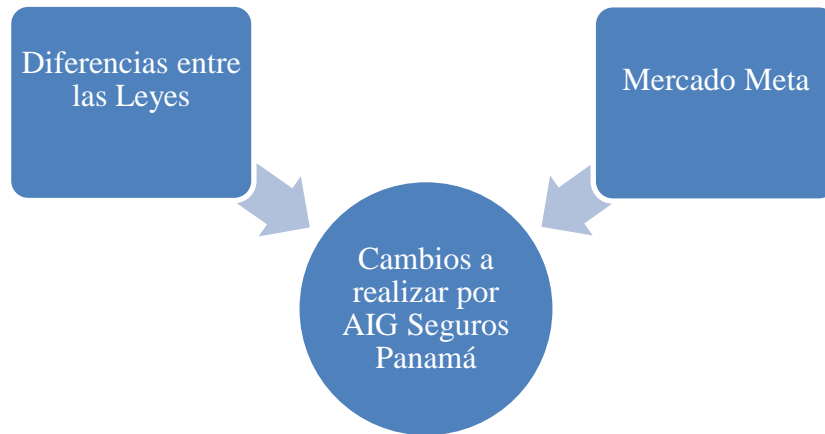 Diferencias entre
las Leyes
Mercado Meta
Cambios a
realizar por
AIG Seguros
Panamá